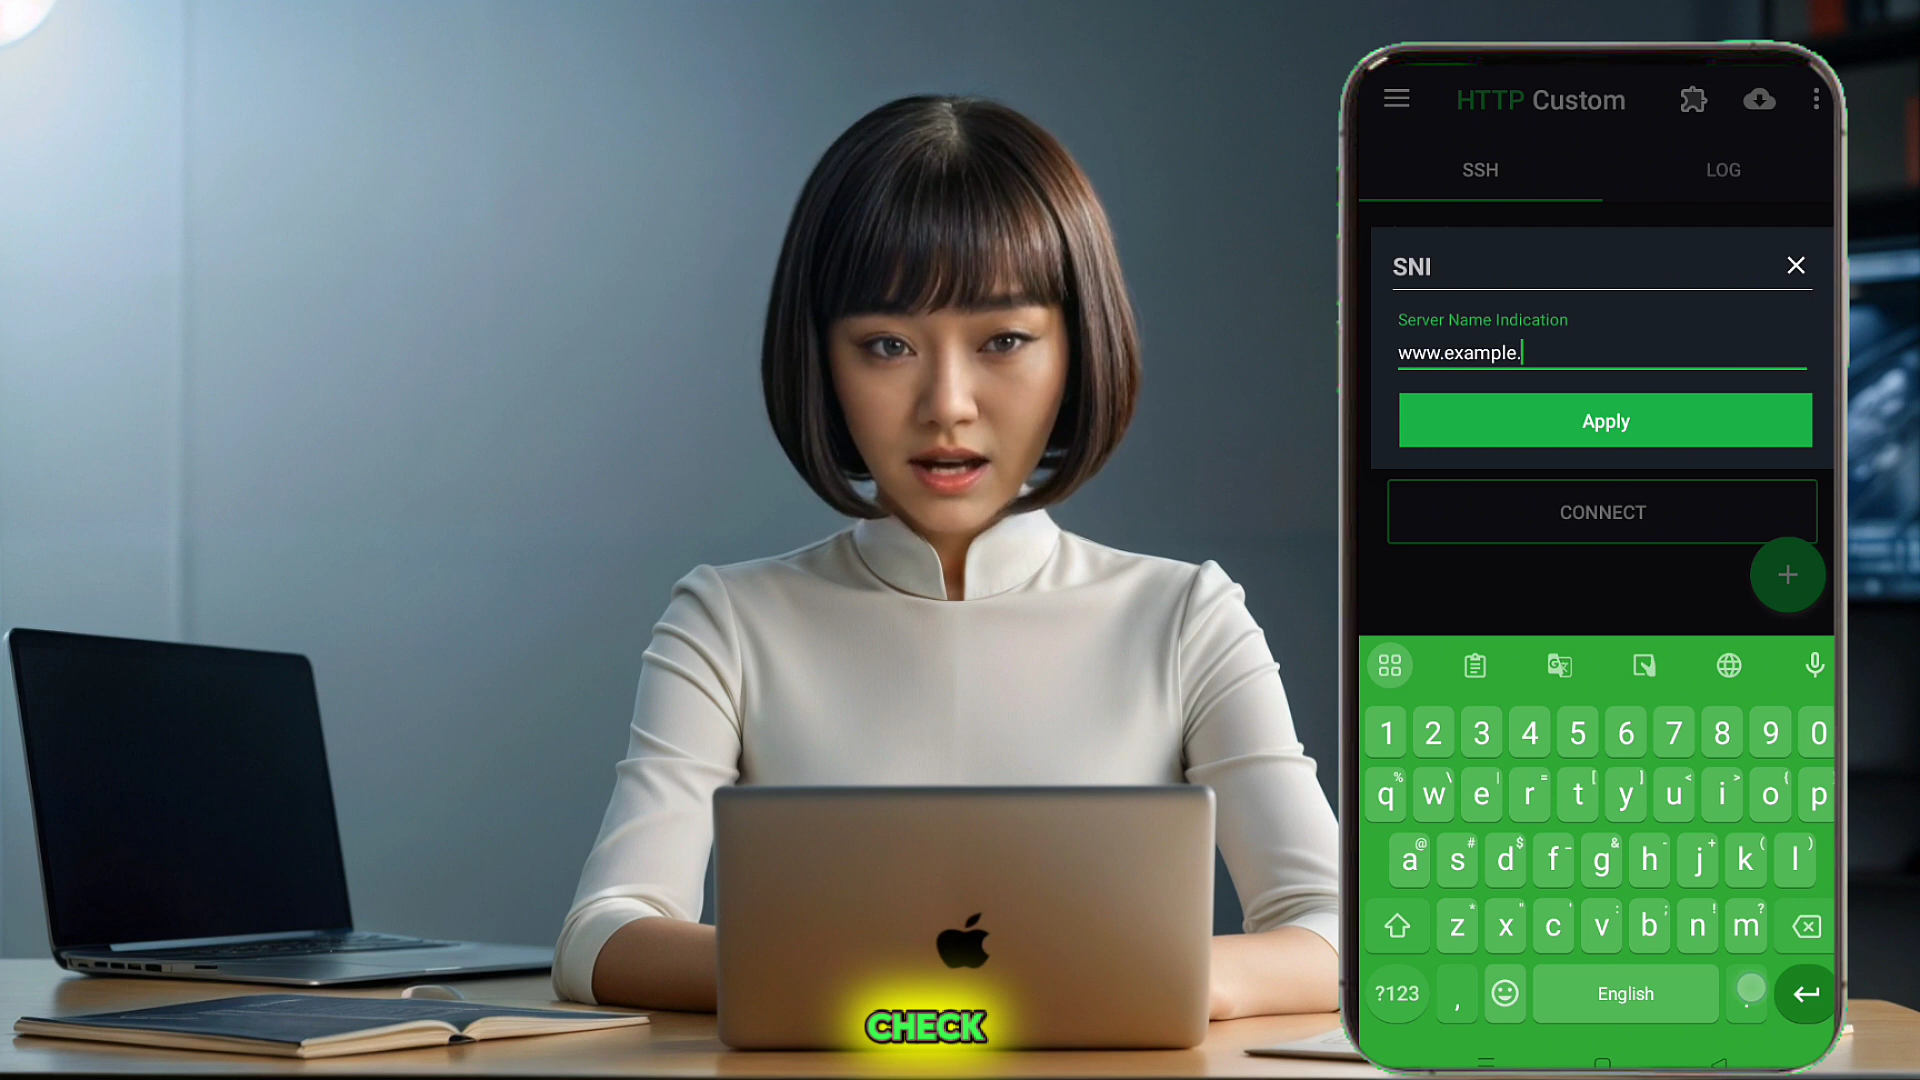 HTTP Custom
SSH
LOG
SNI
Server Name Indication
www.example.
Apply
CONNECT
1 2 3 4 5 6 7 8 9 0
% \ | = [ ] < > {
q w e r t y u i o p
@ # $ _ & - + ( )
a s d f g h j k l
* " ' : ; ! ?
z x c v b n m
?123 , English .
CHECK